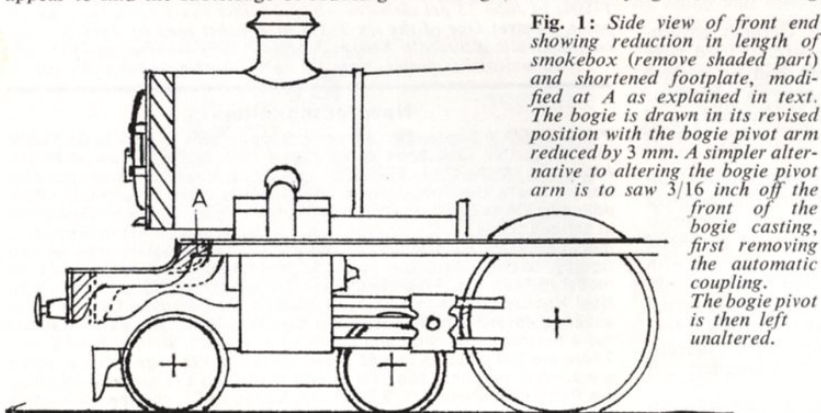 appear to find the
Fig. 1: Side view of front end
showing reduction in length of
smokebox (remove shaded part)
and shortened footplate, modi-
fied at A as explained in text.
The bogie is drawn in its revised
position with the bogie pivot arm
reduced by 3 mm. A simpler alter-
native to altering the bogie pivot
arm is to saw 3/16 inch off the
front of the
bogie casting,
first removing
the automatic
coupling.
The bogie pivot
is then left
unaltered.
A